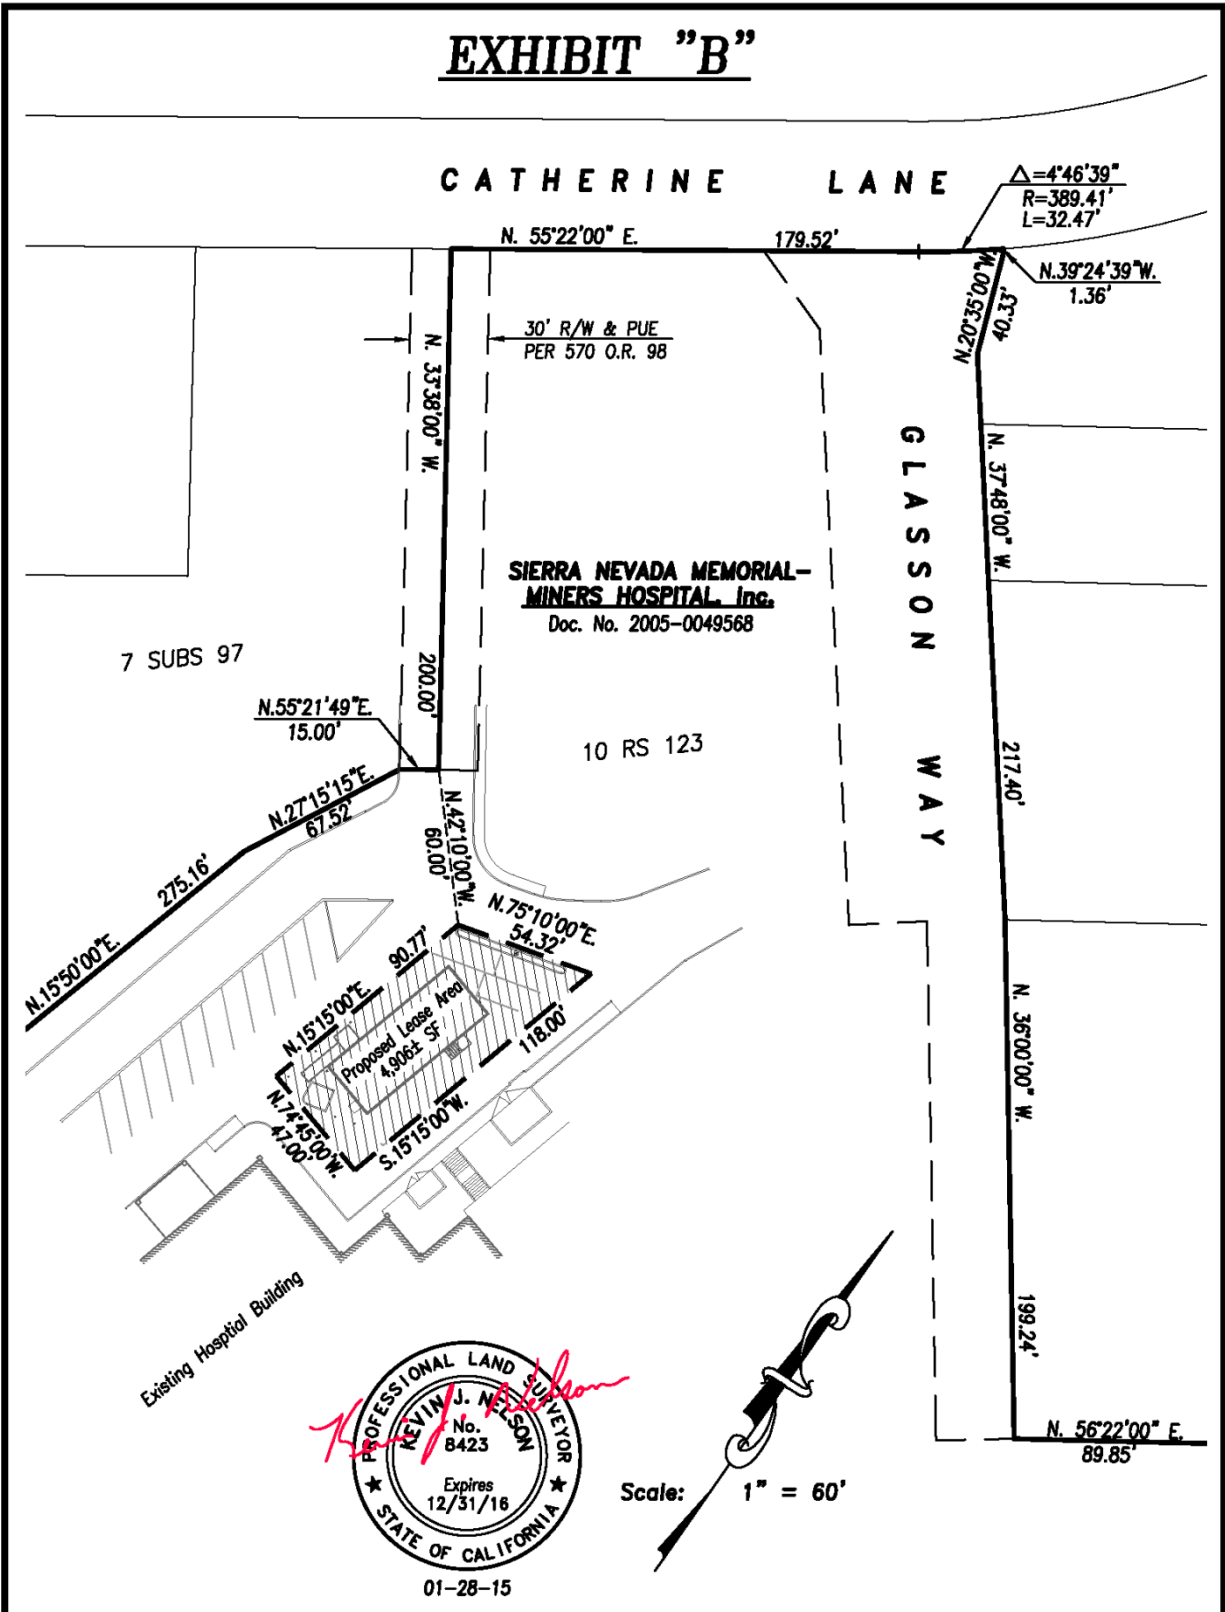 EXHIBIT "B"
CATHERINE LANE
Δ=4°46'39"
R=389.41'
L=32.47'
N. 55°22'00" E.
179.52'
N.39°24'39"W.
1.36'
N.20°35'00"W.
40.33'
30' R/W & PUE
PER 570 O.R. 98
N. 33°38'00" W.
200.00'
GLASSON WAY
N. 37°48'00" W.
217.40'
SIERRA NEVADA MEMORIAL-
MINERS HOSPITAL, Inc.
Doc. No. 2005-0049568
7 SUBS 97
N.55°21'49"E.
15.00'
10 RS 123
N.27°15'15"E.
67.52'
N.42°10'00"W.
60.00'
275.16'
N.15°50'00"E.
N.75°10'00"E.
54.32'
90.77'
N.15°15'00"E.
Proposed Lease Area
4,906± SF
118.00'
S.15°15'00"W.
N.74°45'00"W.
47.00'
N. 36°00'00" W.
199.24'
Existing Hosptial Building
N. 56°22'00" E.
89.85'
PROFESSIONAL LAND SURVEYOR
KEVIN J. NELSON
No.
8423
Expires
12/31/16
STATE OF CALIFORNIA
Kevin J. Nelson
01-28-15
Scale: 1" = 60'